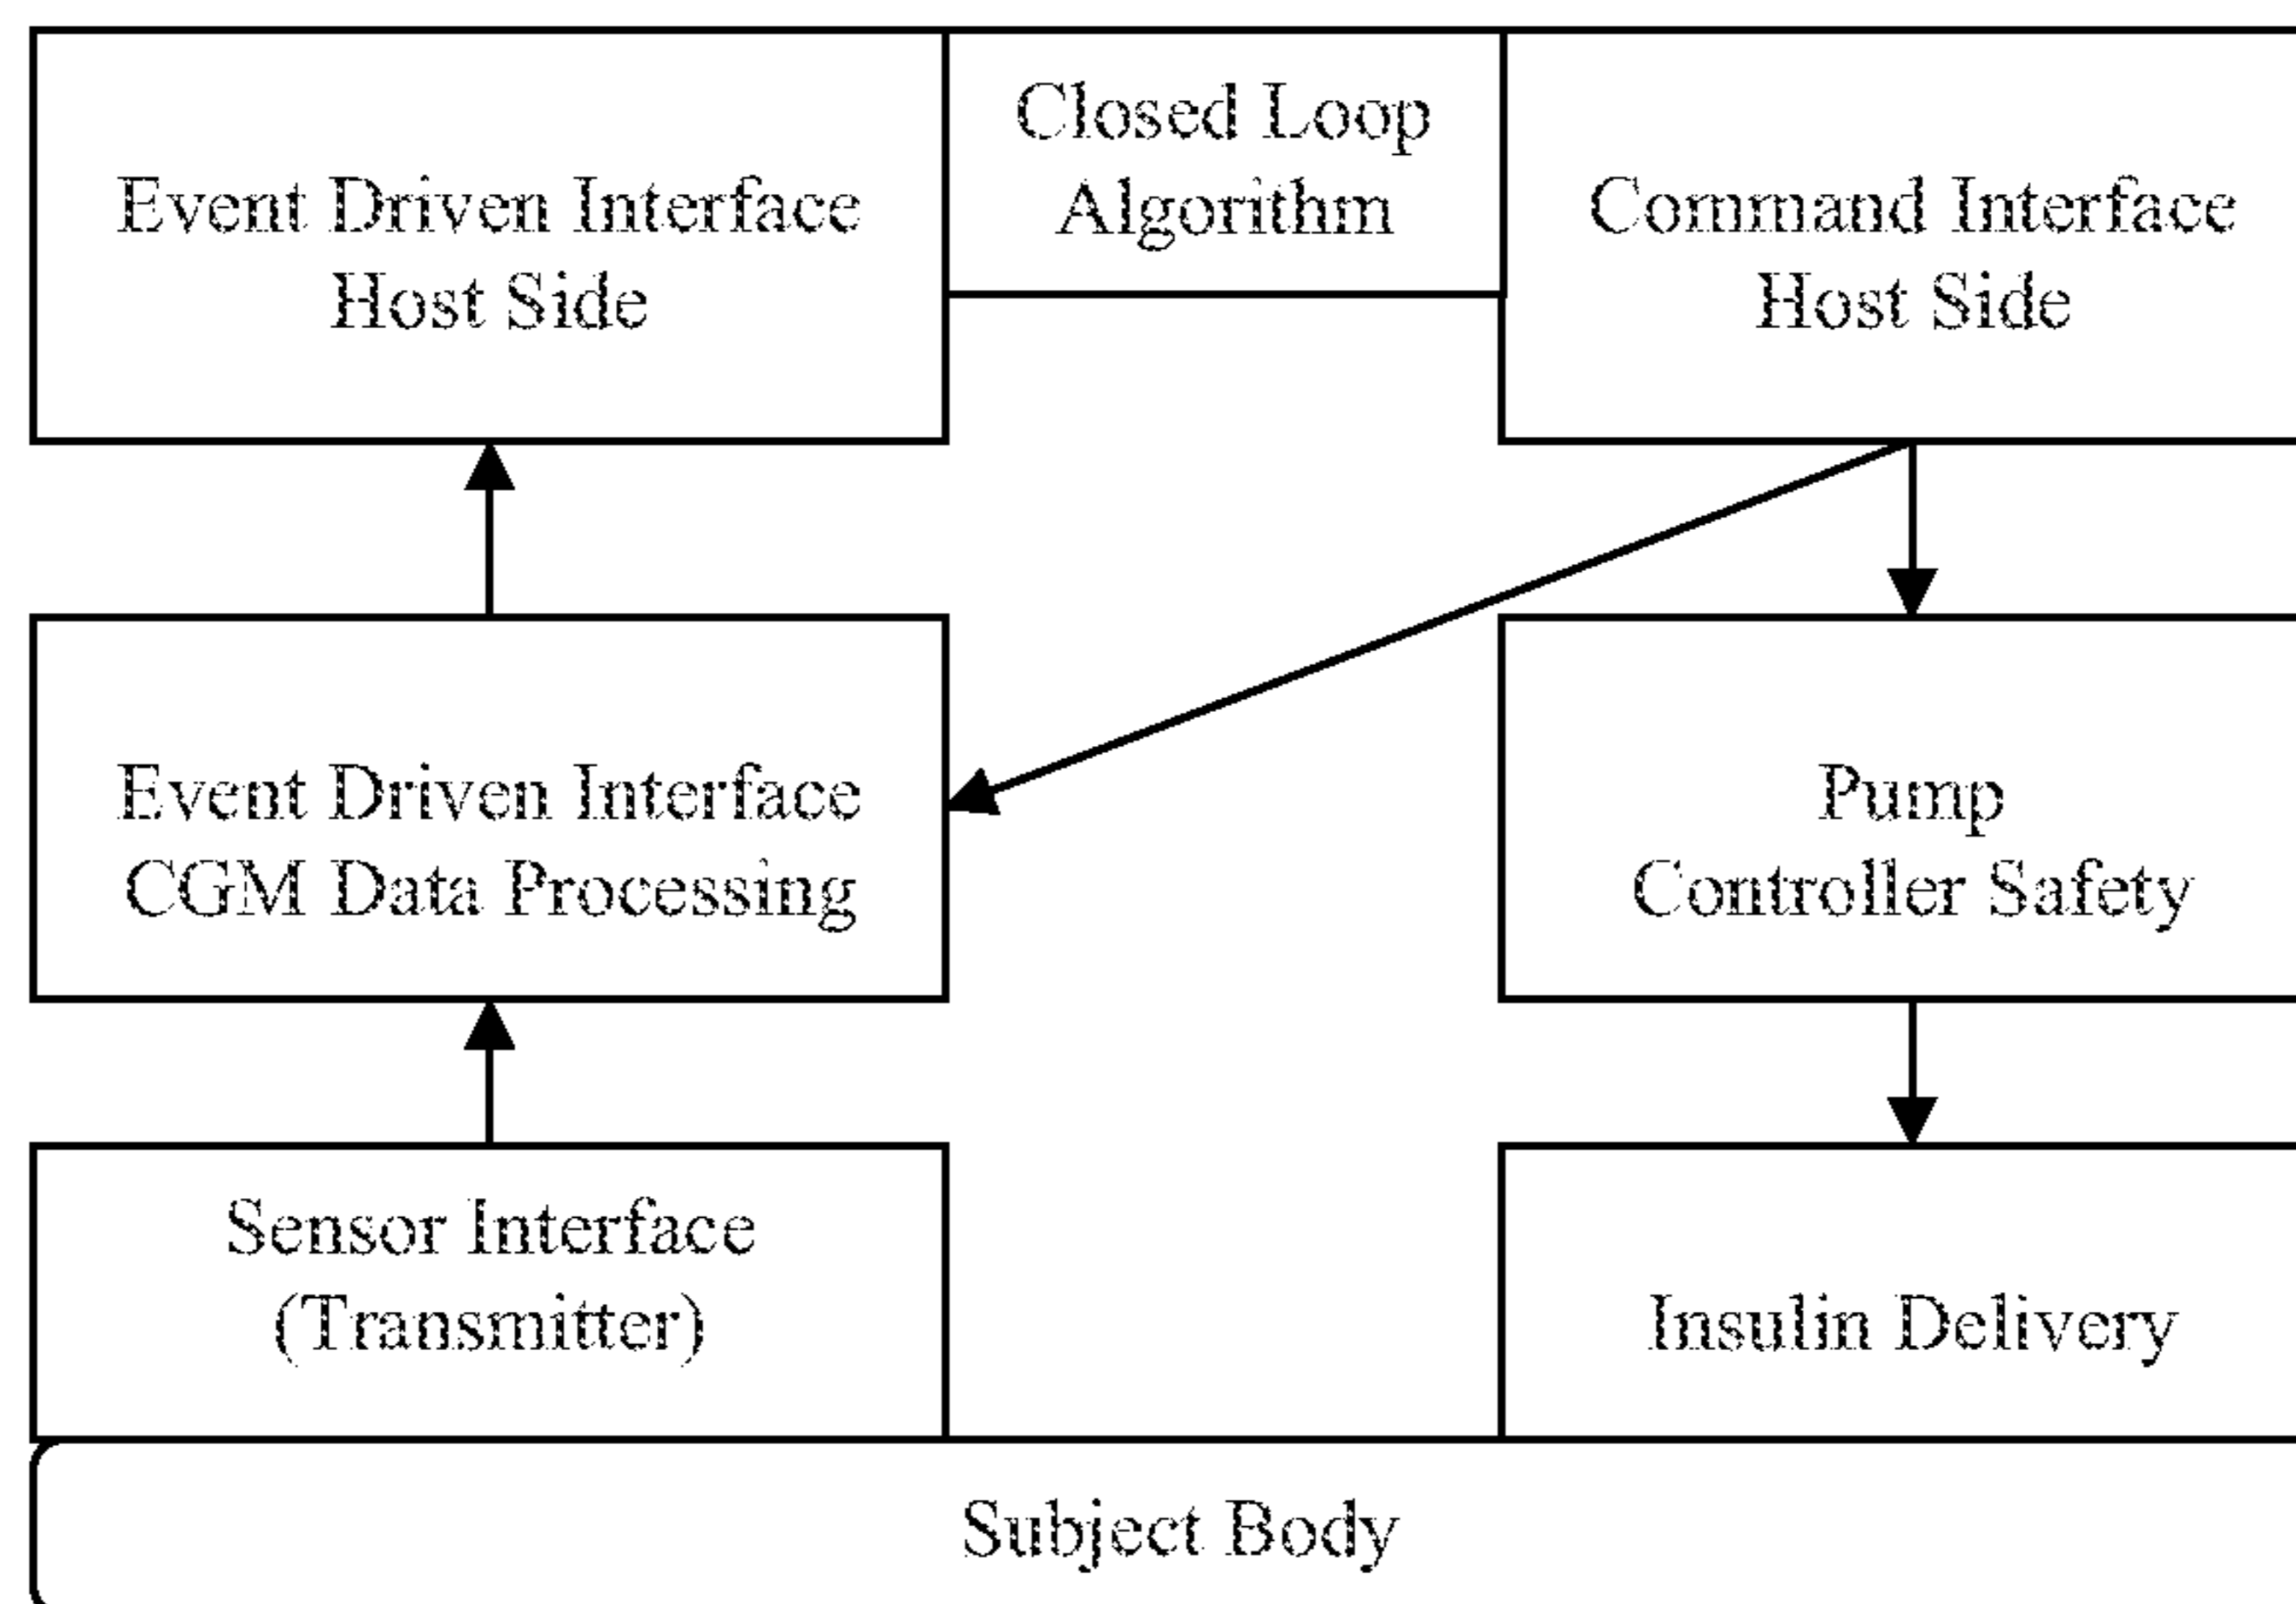 Event Driven Interface
Host Side
Closed Loop
Algorithm
Command Interface
Host Side
Event Driven Interface
CGM Data Processing
Pump
Controller Safety
Sensor Interface
(Transmitter)
Insulin Delivery
Subject Body